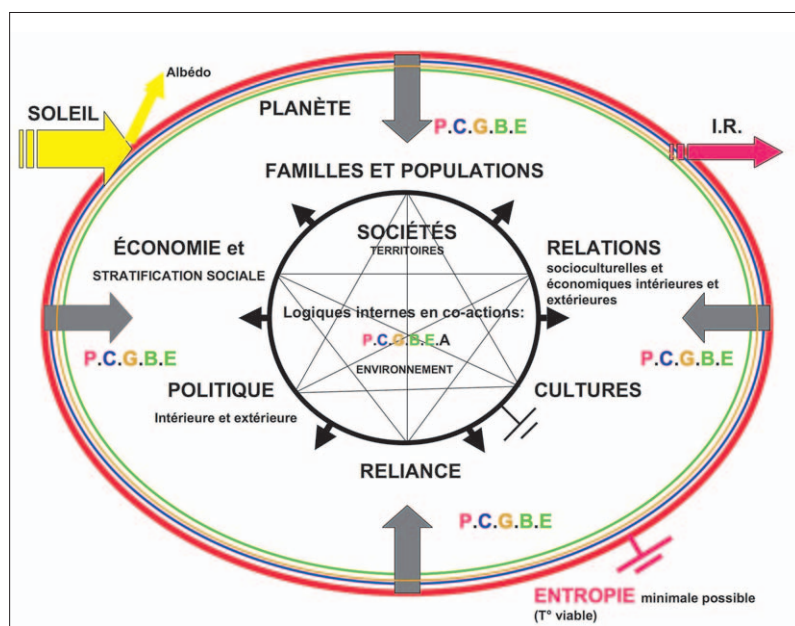 Albédo
SOLEIL
PLANÈTE
P.C.G.B.E
I.R.
FAMILLES ET POPULATIONS
SOCIÉTÉS
TERRITOIRES
ÉCONOMIE et
STRATIFICATION SOCIALE
RELATIONS
socioculturelles et
économiques intérieures et
extérieures
Logiques internes en co-actions:
P.C.G.B.E.A
ENVIRONNEMENT
P.C.G.B.E
P.C.G.B.E
POLITIQUE
Intérieure et extérieure
CULTURES
RELIANCE
P.C.G.B.E
ENTROPIE minimale possible
(T° viable)